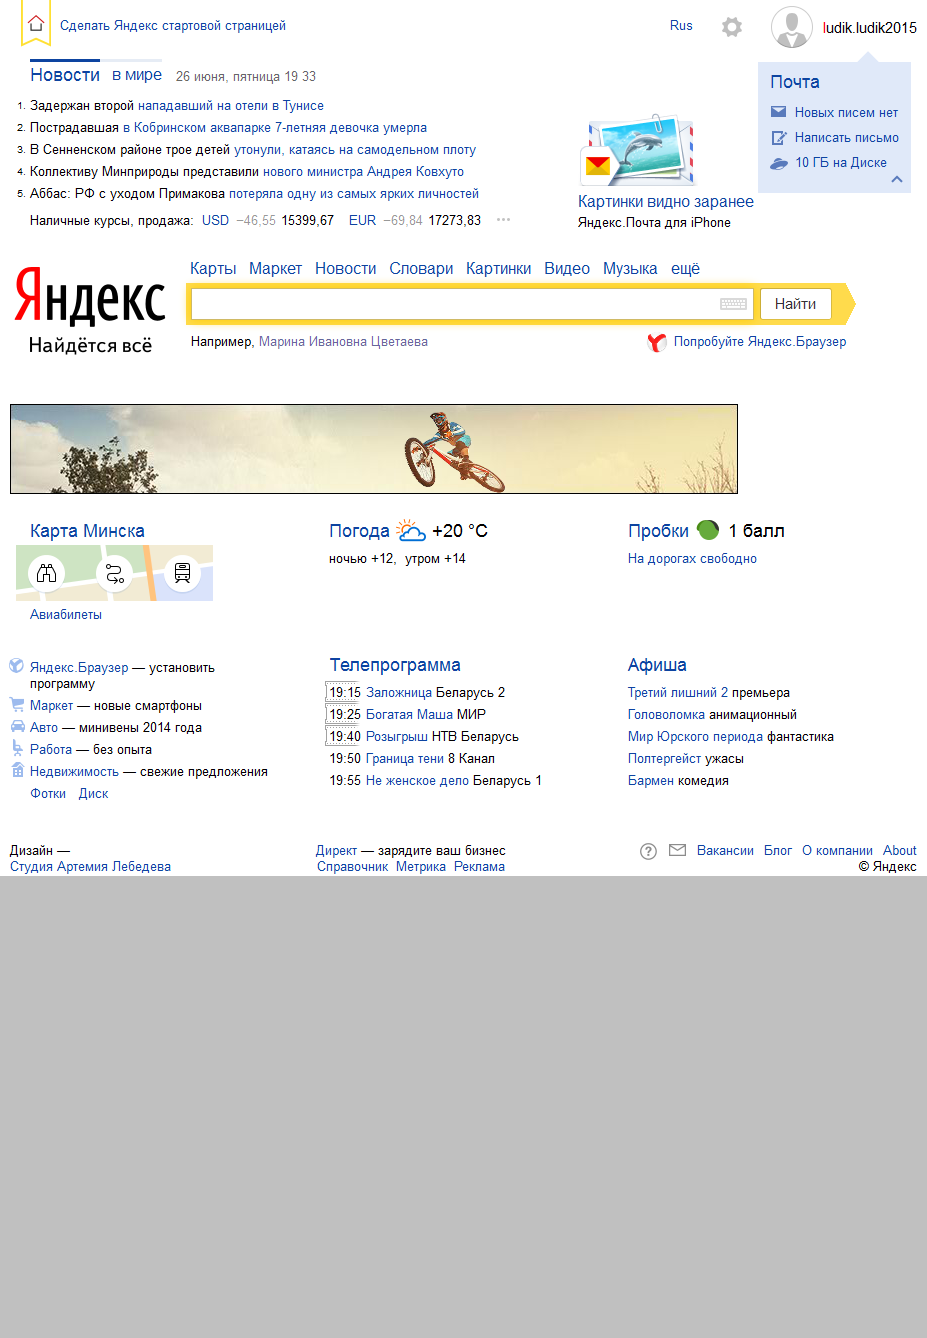 Сделать Яндекс стартовой страницей
Rus
ludik.ludik2015
Новости в мире 26 июня, пятница 19 33
1. Задержан второй нападавший на отели в Тунисе
2. Пострадавшая в Кобринском аквапарке 7-летняя девочка умерла
3. В Сенненском районе трое детей утонули, катаясь на самодельном плоту
4. Коллективу Минприроды представили нового министра Андрея Ковхуто
5. Аббас: РФ с уходом Примакова потеряла одну из самых ярких личностей
Наличные курсы, продажа: USD −46,55 15399,67 EUR −69,84 17273,83
Картинки видно заранее
Яндекс.Почта для iPhone
Почта
Новых писем нет
Написать письмо
10 ГБ на Диске
Карты Маркет Новости Словари Картинки Видео Музыка ещё
Яндекс
Найдётся всё
Найти
Например, Марина Ивановна Цветаева
Попробуйте Яндекс.Браузер
Карта Минска
Авиабилеты
Погода +20 °C
ночью +12, утром +14
Пробки 1 балл
На дорогах свободно
Яндекс.Браузер — установить
программу
Маркет — новые смартфоны
Авто — минивены 2014 года
Работа — без опыта
Недвижимость — свежие предложения
Фотки Диск
Телепрограмма
19:15 Заложница Беларусь 2
19:25 Богатая Маша МИР
19:40 Розыгрыш НТВ Беларусь
19:50 Граница тени 8 Канал
19:55 Не женское дело Беларусь 1
Афиша
Третий лишний 2 премьера
Головоломка анимационный
Мир Юрского периода фантастика
Полтергейст ужасы
Бармен комедия
Дизайн —
Студия Артемия Лебедева
Директ — зарядите ваш бизнес
Справочник Метрика Реклама
Вакансии Блог О компании About
© Яндекс